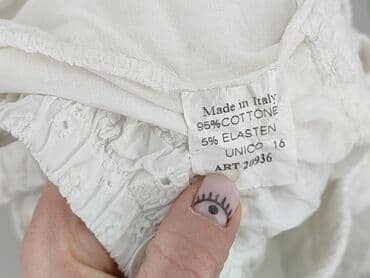 Made in Italy
95%COTTONE
5% ELASTEN
UNICO 16
ART 20936